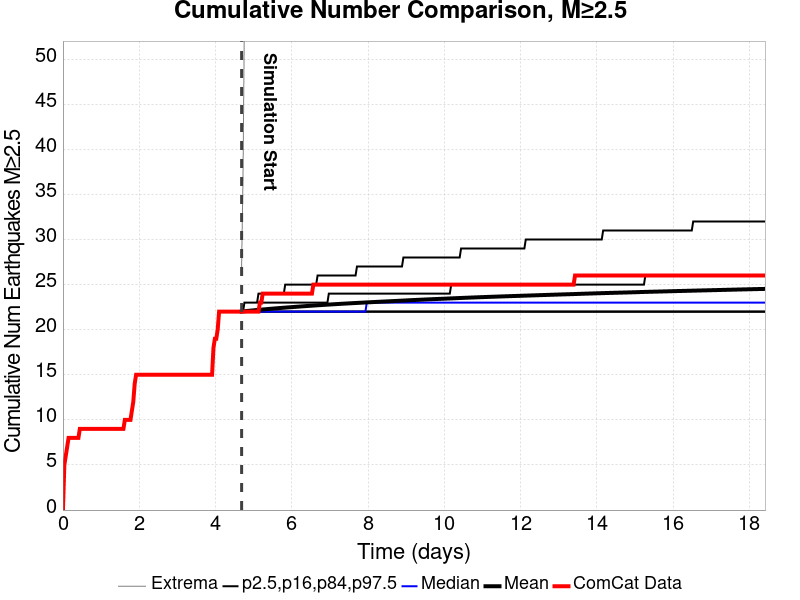 Cumulative Number Comparison, M≥2.5
Cumulative Num Earthquakes M≥2.5
50
45
40
35
30
25
20
15
10
5
0
Simulation Start
0 2 4 6 8 10 12 14 16 18
Time (days)
Extrema p2.5,p16,p84,p97.5 Median Mean ComCat Data